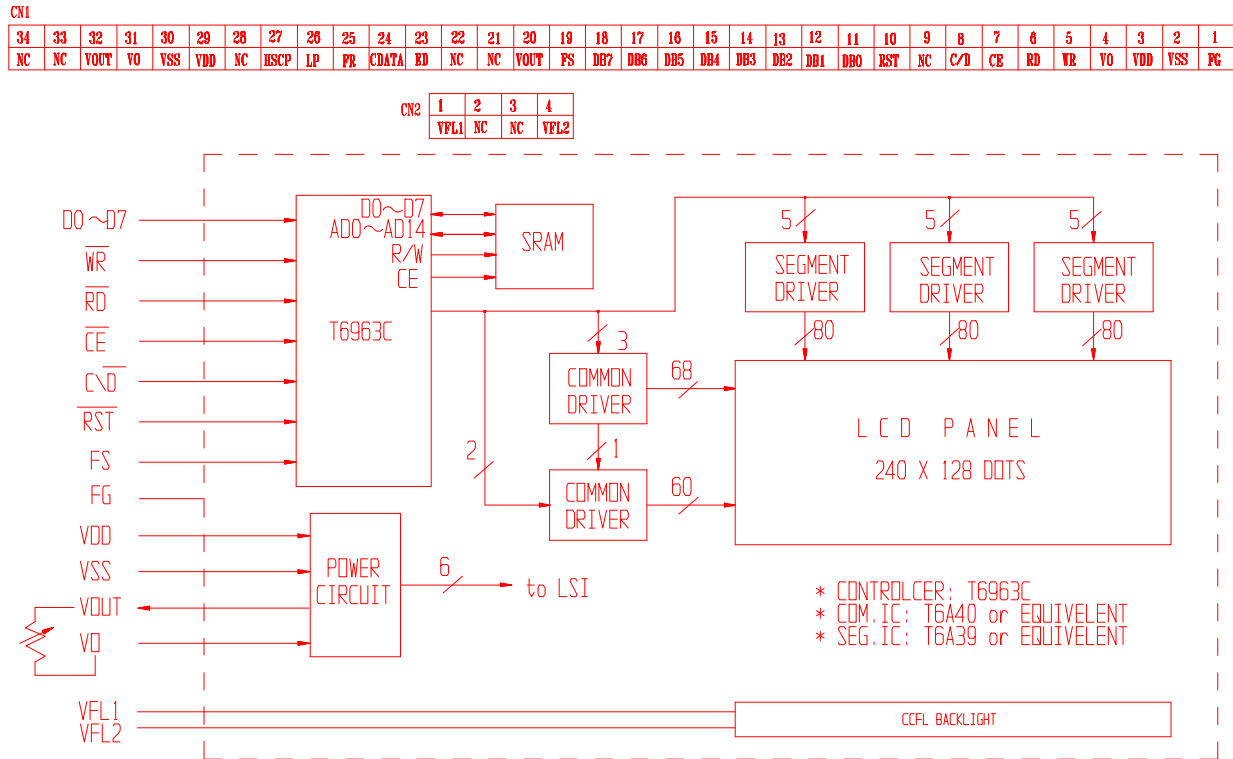 CN1
34 33 32 31 30 29 28 27 26 25 24 23 22 21 20 19 18 17 16 15 14 13 12 11 10 9 8 7 6 5 4 3 2 1
NC NC VOUT VO VSS VDD NC HSCP LP FR CDATA ED NC NC VOUT FS DB7 DB6 DB5 DB4 DB3 DB2 DB1 DB0 RST NC C/D CE RD WR VO VDD VSS FG
CN2 1 2 3 4
VFL1 NC NC VFL2
D0~D7
WR
RD
CE
C\D
RST
FS
FG
VDD
VSS
VOUT
VO
VFL1
VFL2
D0~D7
AD0~AD14
R/W
CE
T6963C
SRAM
5 5 5
SEGMENT DRIVER
SEGMENT DRIVER
SEGMENT DRIVER
80 80 80
3
COMMON
DRIVER
68
2
1
COMMON
DRIVER
60
LCD PANEL
240 X 128 DOTS
POWER
CIRCUIT
6
to LSI
* CONTROLCER: T6963C
* COM.IC: T6A40 or EQUIVELENT
* SEG.IC: T6A39 or EQUIVELENT
CCFL BACKLIGHT